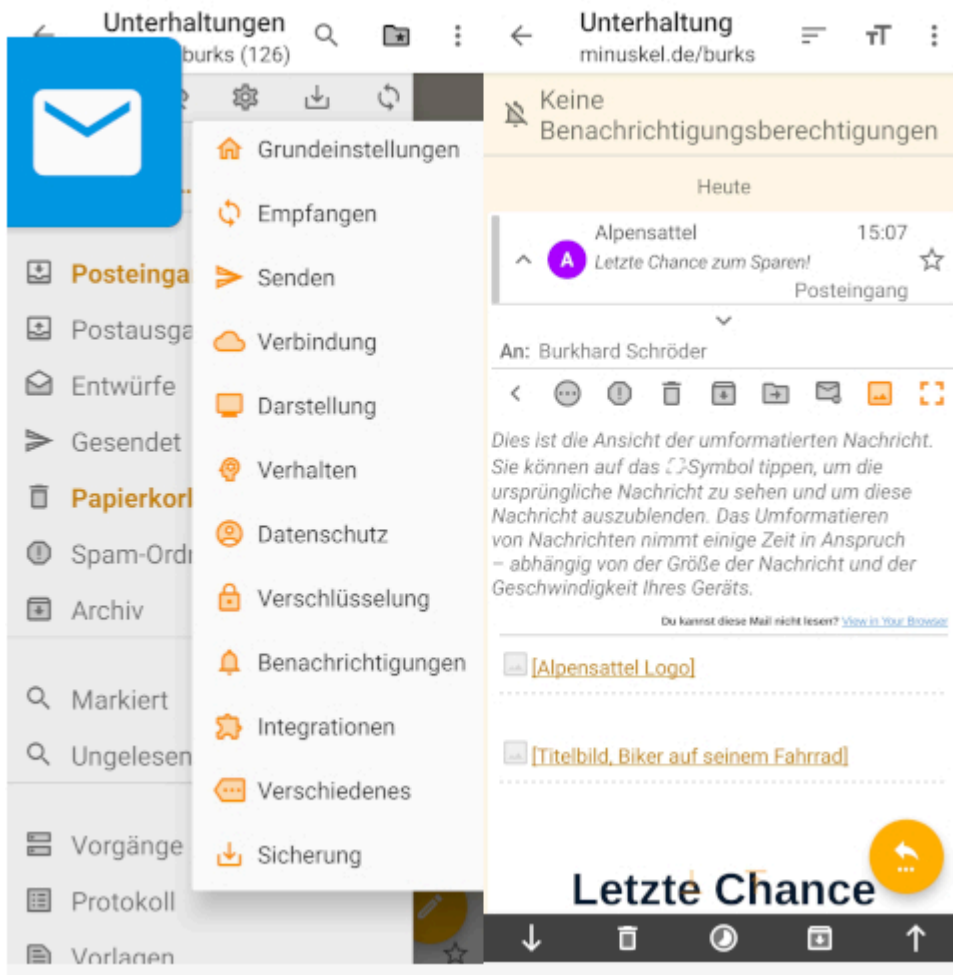 Unterhaltungen
burks (126)
Grundeinstellungen
Empfangen
Senden
Verbindung
Darstellung
Verhalten
Datenschutz
Verschlüsselung
Benachrichtigungen
Integrationen
Verschiedenes
Sicherung
Posteinga
Postausga
Entwürfe
Gesendet
Papierkorl
Spam-Ordr
Archiv
Markiert
Ungelesen
Vorgänge
Protokoll
Vorlagen
Unterhaltung
minuskel.de/burks
Keine
Benachrichtigungsberechtigungen
Heute
Alpensattel 15:07
A
Letzte Chance zum Sparen!
Posteingang
An: Burkhard Schröder
Dies ist die Ansicht der umformatierten Nachricht.
Sie können auf das Symbol tippen, um die
ursprüngliche Nachricht zu sehen und um diese
Nachricht auszublenden. Das Umformatieren
von Nachrichten nimmt einige Zeit in Anspruch
– abhängig von der Größe der Nachricht und der
Geschwindigkeit Ihres Geräts.
Du kannst diese Mail nicht lesen? View in Your Browser
[Alpensattel Logo]
[Titelbild, Biker auf seinem Fahrrad]
Letzte Chance